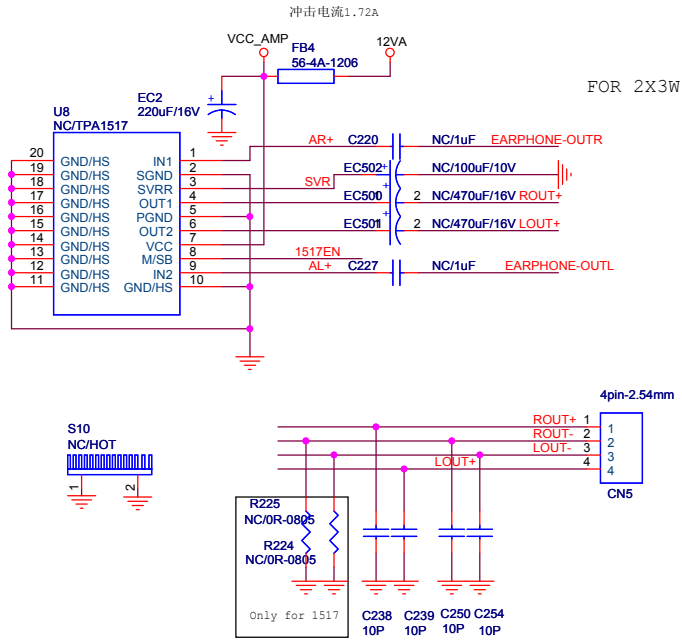 冲击电流1.72A
VCC_AMP
FB4
56-4A-1206
12VA
FOR 2X3W
EC2
220uF/16V
+
U8
NC/TPA1517
20 GND/HS IN1 1 AR+ C220 NC/1uF EARPHONE-OUTR
19 GND/HS SGND 2 EC502 + NC/100uF/10V
18 GND/HS SVRR 3 SVR
17 GND/HS OUT1 4 EC500 1 + 2 NC/470uF/16V ROUT+
16 GND/HS PGND 5
15 GND/HS OUT2 6 EC501 1 + 2 NC/470uF/16V LOUT+
14 GND/HS VCC 7
13 GND/HS M/SB 8 1517EN
12 GND/HS IN2 9 AL+ C227 NC/1uF EARPHONE-OUTL
11 GND/HS GND/HS 10
4pin-2.54mm
ROUT+ 1 1
ROUT- 2 2
LOUT- 3 3
LOUT+ 4 4
CN5
S10
NC/HOT
1 2
R225
NC/0R-0805
R224
NC/0R-0805
Only for 1517
C238 C239 C250 C254
10P 10P 10P 10P